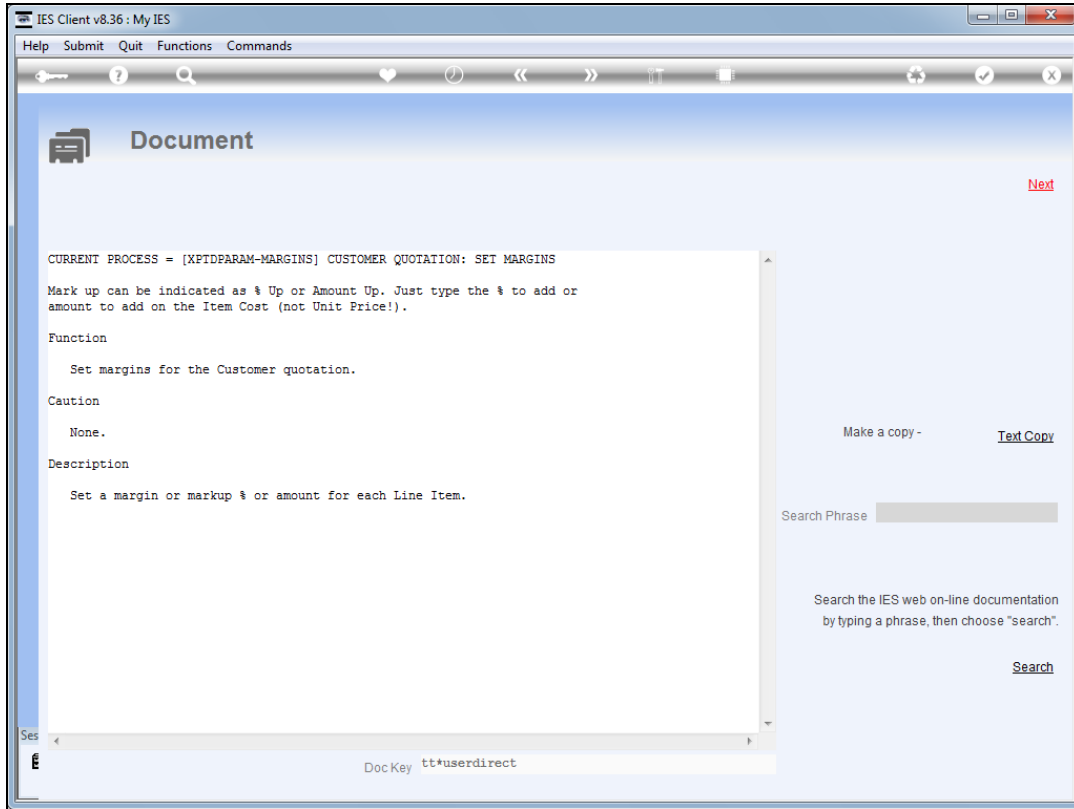 IES Client v8.36 : My IES
Help Submit Quit Functions Commands
Document
Next
CURRENT PROCESS = [XPTDPARAM-MARGINS] CUSTOMER QUOTATION: SET MARGINS
Mark up can be indicated as % Up or Amount Up. Just type the % to add or
amount to add on the Item Cost (not Unit Price!).
Function
Set margins for the Customer quotation.
Caution
None.
Description
Set a margin or markup % or amount for each Line Item.
Make a copy - Text Copy
Search Phrase
Search the IES web on-line documentation
by typing a phrase, then choose "search".
Search
Ses
Doc Key tt*userdirect